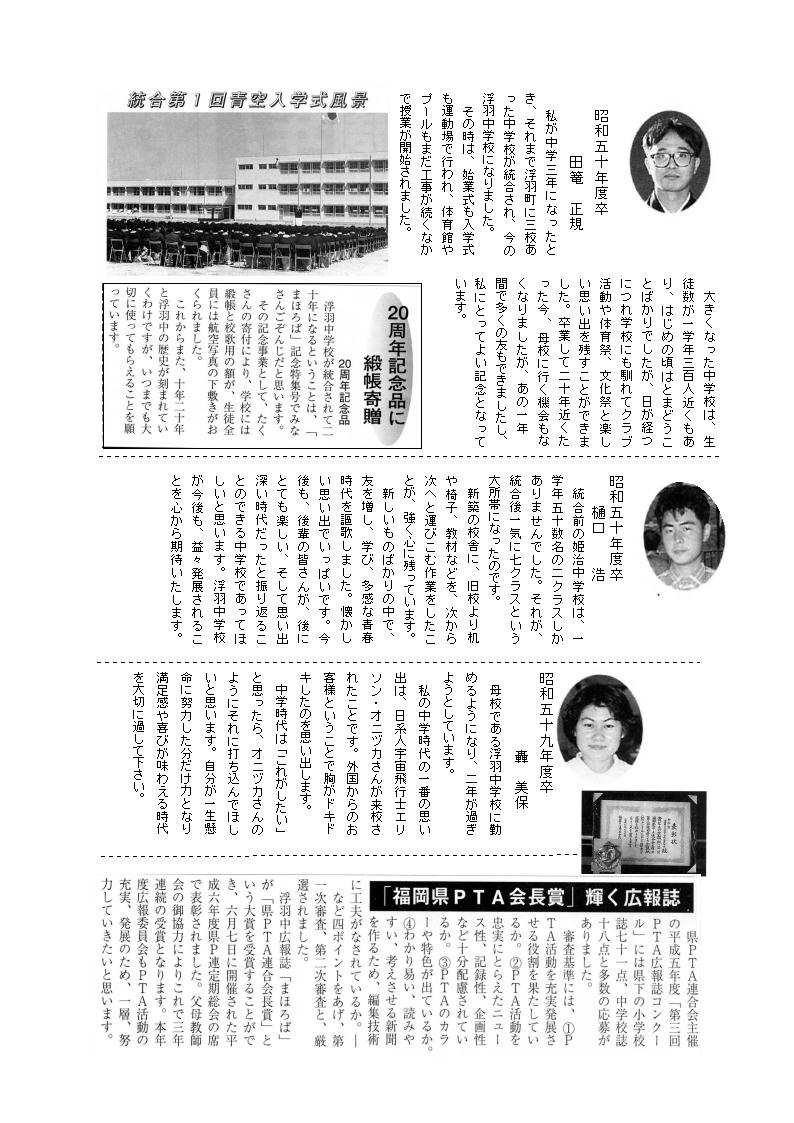 統合第１回青空入学式風景
昭和五十年度卒
田篭　正規
私が中学三年になったと
き、それまで浮羽町に三校あ
った中学校が統合され、今の
浮羽中学校になりました。
その時は、始業式も入学式
も運動場で行われ、体育館や
プールもまだ工事が続くなか
で授業が開始されました。
大きくなった中学校は、生
徒数が一学年三百人近くもあ
り、はじめの頃はとまどうこ
とばかりでしたが、日が経つ
につれ学校にも馴れてクラブ
活動や体育祭、文化祭と楽し
い思い出を残すことができま
した。卒業して二十年近くた
った今、母校に行く機会もな
くなりましたが、あの一年
間で多くの友もできましたし、
私にとってよい記念となって
います。
20周年記念品に
緞帳寄贈
20周年記念品
浮羽中学校が統合されて二
十年になるということは、「
まほろば」記念特集号でみな
さんごぞんじだと思います。
その記念事業として、たく
さんの寄付により、学校には
緞帳と校歌用の額が、生徒全
員には航空写真の下敷きがお
くられました。
これからまた、十年二十年
と浮羽中の歴史が刻まれてい
くわけですが、いつまでも大
切に使ってもらえることを願
っています。
昭和五十年度卒
樋口　浩
統合前の姫治中学校は、一
学年五十数名の二クラスしか
ありませんでした。それが、
統合後一気に七クラスという
大所帯になったのです。
新築の校舎に、旧校より机
や椅子、教材などを、次から
次へと運びこむ作業をしたこ
とが、強く心に残っています。
新しいものばかりの中で、
友を増し、学び、多感な青春
時代を謳歌しました。懐かし
い思い出でいっぱいです。今
後も、後輩の皆さんが、後に
とても楽しい、そして思い出
深い時代だったと振り返るこ
とのできる中学校であってほ
しいと思います。浮羽中学校
が今後も、益々発展されるこ
とを心から期待いたします。
昭和五十九年度卒
轟　美保
母校である浮羽中学校に勤
めるようになり、二年が過ぎ
ようとしています。
私の中学時代の一番の思い
出は、日系人宇宙飛行士エリ
ソン・オニツカさんが来校さ
れたことです。外国からのお
客様ということで胸がドキド
キしたのを思い出します。
中学時代は「これがしたい」
と思ったら、オニツカさんの
ようにそれに打ち込んでほし
いと思います。自分が一生懸
命に努力した分だけ力となり
満足感や喜びが味わえる時代
を大切に過して下さい。
表彰状
「福岡県ＰＴＡ会長賞」輝く広報誌
県ＰＴＡ連合会主催
の平成五年度「第三回
ＰＴＡ広報誌コンクー
ル」には県下の小学校
誌七十一点、中学校誌
十八点と多数の応募が
ありました。
審査基準には、①Ｐ
ＴＡ活動を充実発展さ
せる役割を果たしてい
るか。②ＰＴＡ活動を
忠実にとらえたニュー
ス性、記録性、企画性
など十分配慮されてい
るか。③ＰＴＡのカラ
ーや特色が出ているか。
④わかり易い、読みや
すい、考えさせる新聞
を作るため、編集技術
に工夫がなされているか。―
など四ポイントをあげ、第
一次審査、第二次審査と、厳
選されました。
浮羽中広報誌「まほろば」
が「県ＰＴＡ連合会長賞」と
いう大賞を受賞することがで
き、六月七日に開催された平
成六年度県Ｐ連定期総会の席
で表彰されました。父母教師
会の御協力によりこれで三年
連続の受賞となります。本年
度広報委員会もＰＴＡ活動の
充実、発展のため、一層、努
力していきたいと思います。